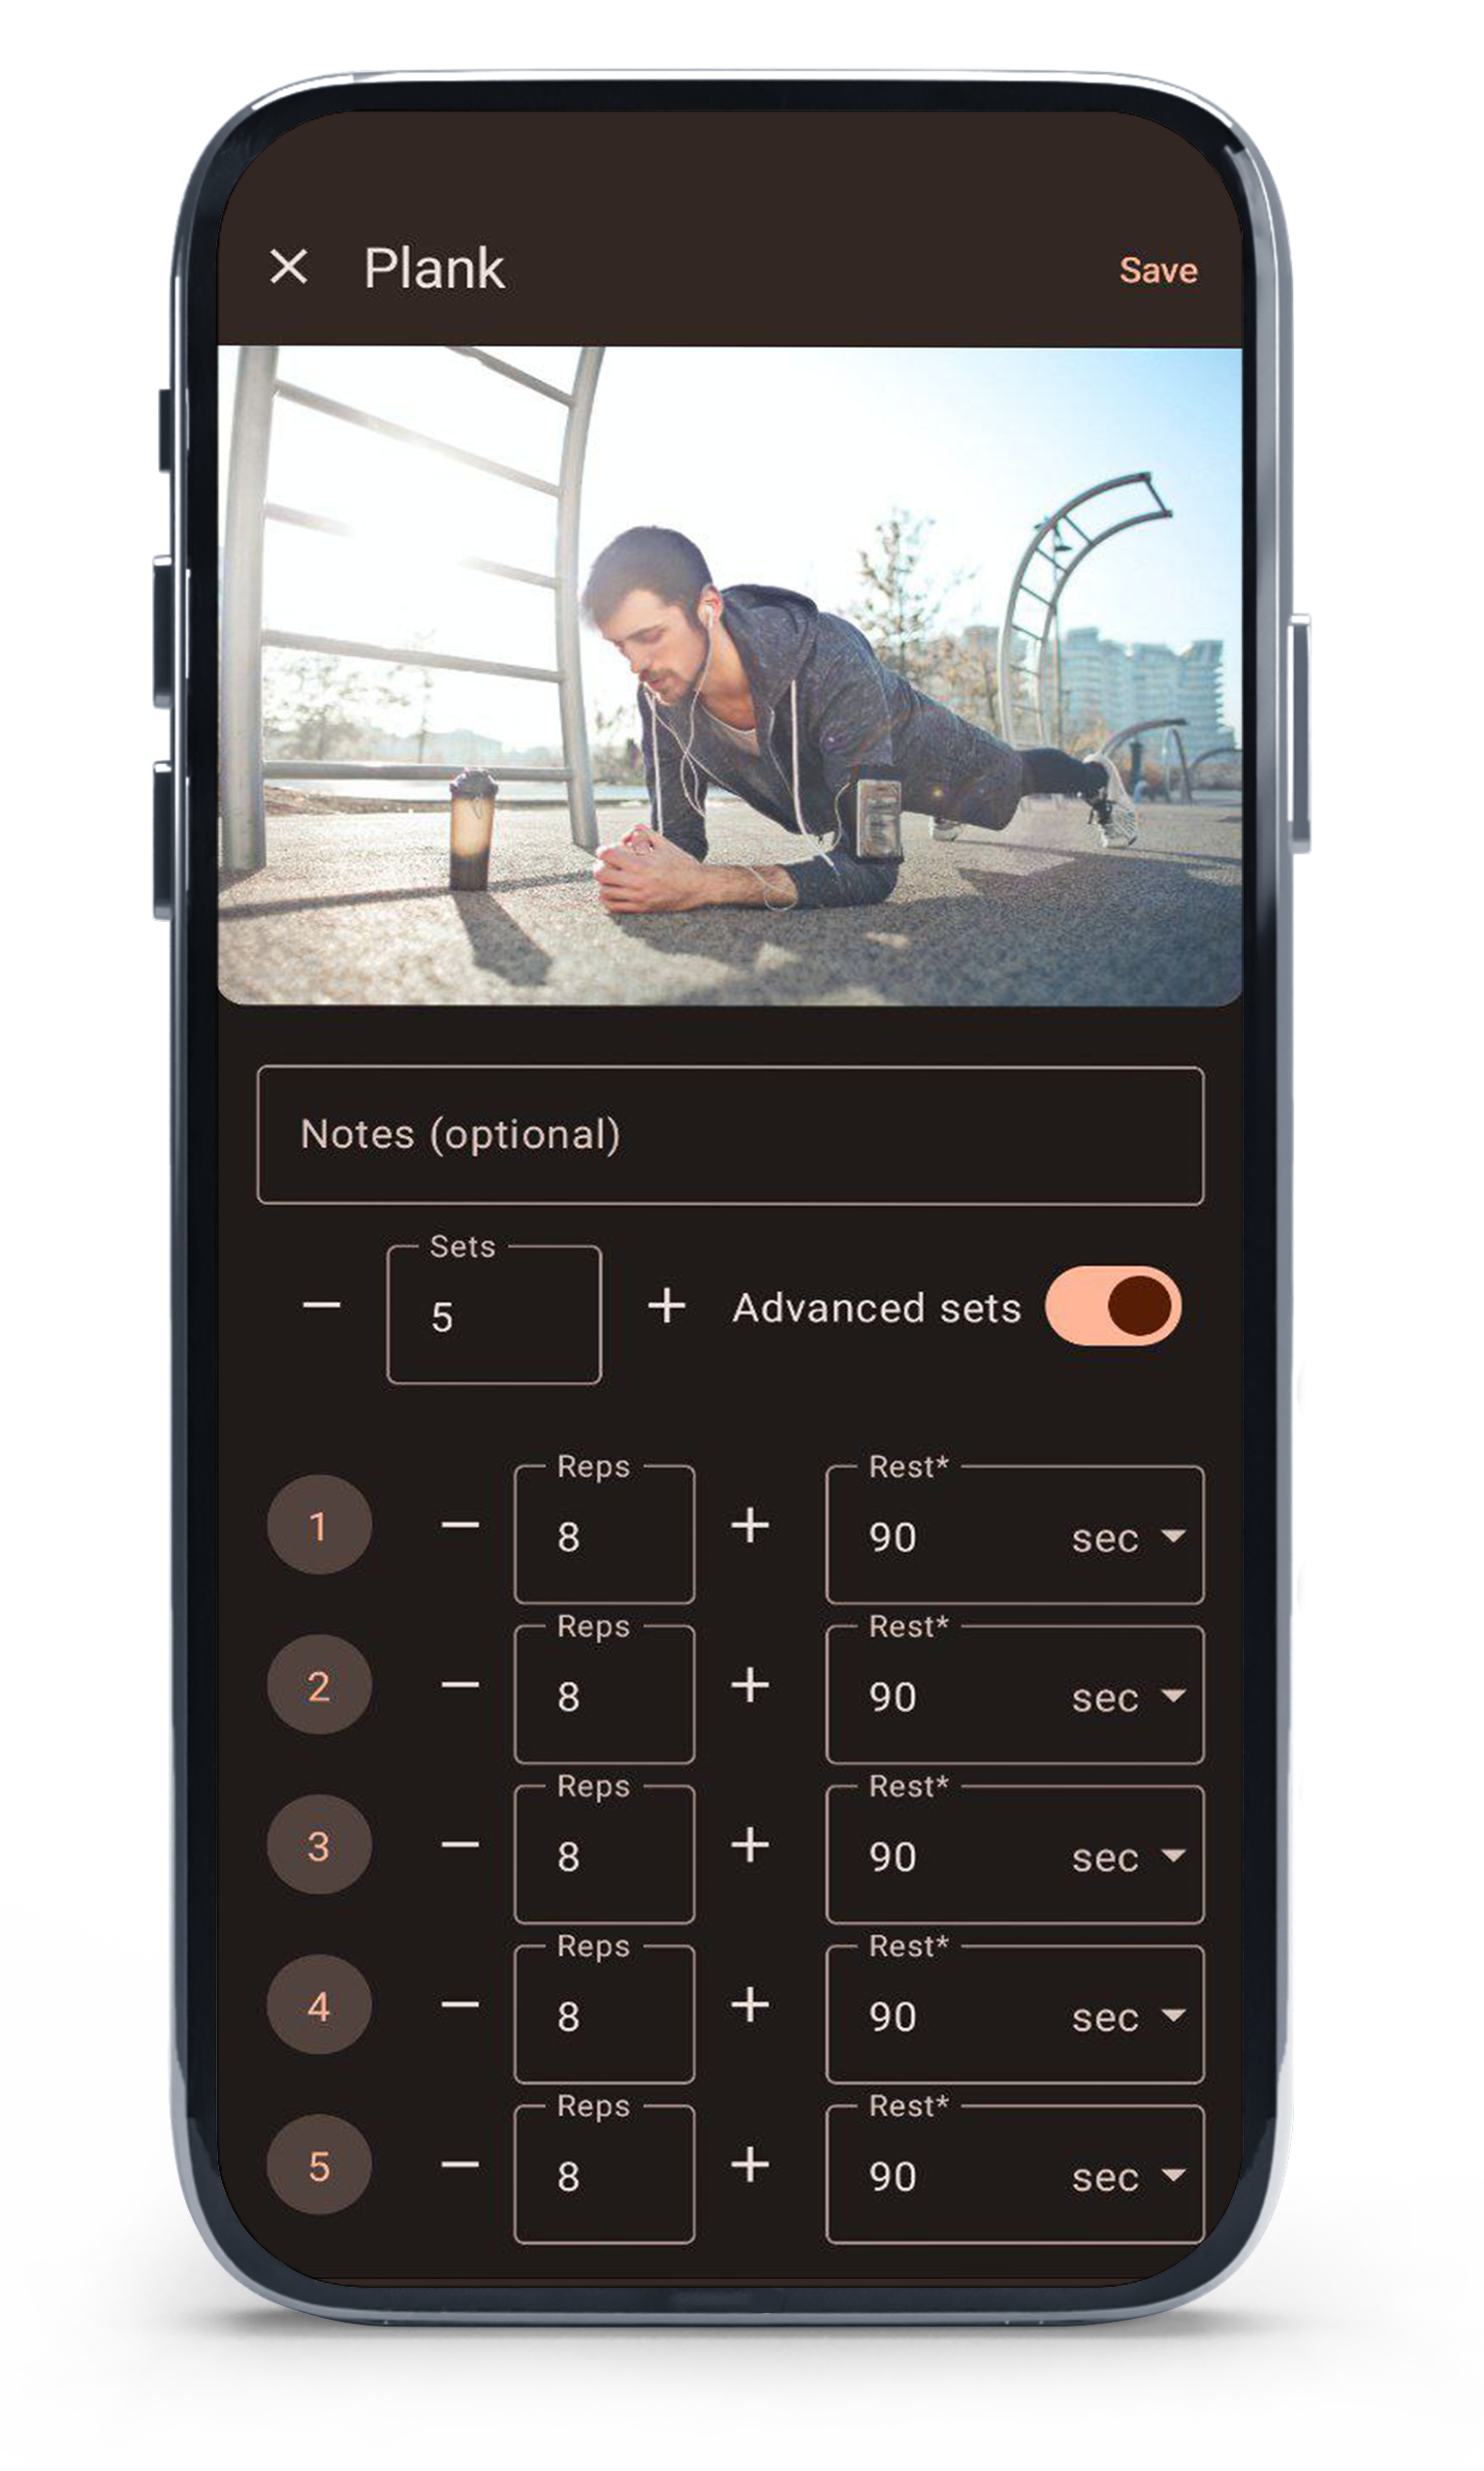 Plank Save
Notes (optional)
Sets
− 5 + Advanced sets
Reps Rest*
1 − 8 + 90 sec
Reps Rest*
2 − 8 + 90 sec
Reps Rest*
3 − 8 + 90 sec
Reps Rest*
4 − 8 + 90 sec
Reps Rest*
5 − 8 + 90 sec